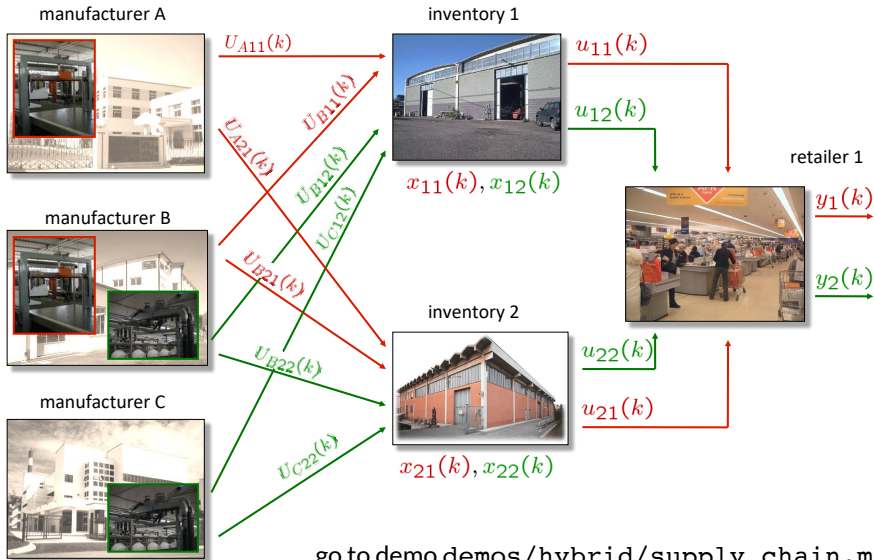 manufacturer A
inventory 1
U_{A11}(k)
u_{11}(k)
U_{B11}(k)
u_{12}(k)
U_{A21}(k)
U_{B12}(k)
retailer 1
x_{11}(k), x_{12}(k)
U_{C12}(k)
y_1(k)
manufacturer B
U_{B21}(k)
y_2(k)
inventory 2
U_{B22}(k)
u_{22}(k)
manufacturer C
u_{21}(k)
U_{C22}(k)
x_{21}(k), x_{22}(k)
go to demo demos/hybrid/supply_chain.m